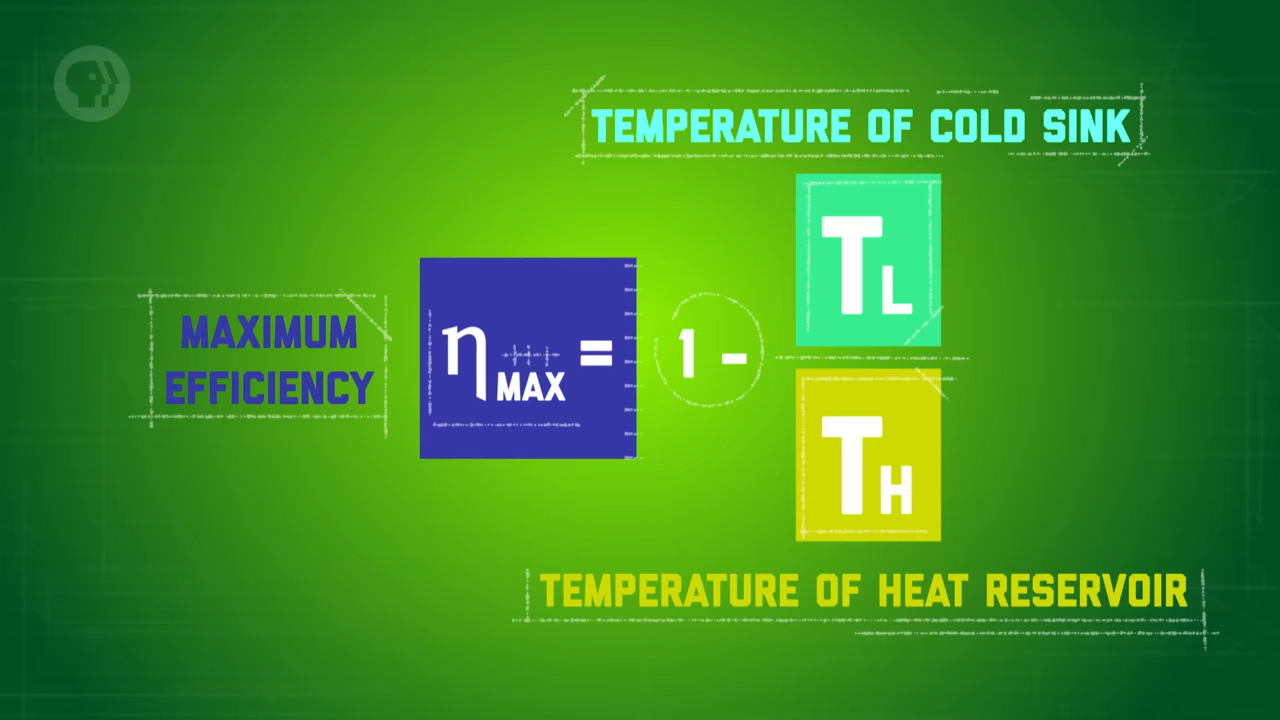 TEMPERATURE OF COLD SINK
MAXIMUM
EFFICIENCY
ηMAX = 1 - TL
TH
TEMPERATURE OF HEAT RESERVOIR